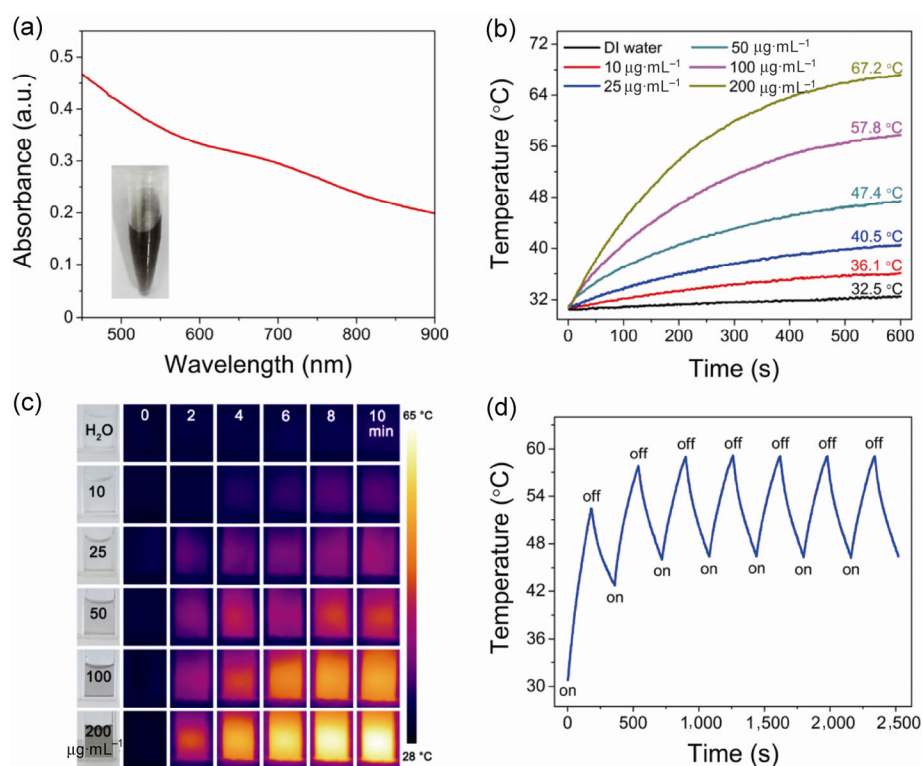 (a)
Absorbance (a.u.)
0.5
0.4
0.3
0.2
0.1
0
500
600
700
800
900
Wavelength (nm)
(b)
Temperature (°C)
72
64
56
48
40
32
DI water
10 μg·mL⁻¹
25 μg·mL⁻¹
50 μg·mL⁻¹
100 μg·mL⁻¹
200 μg·mL⁻¹
67.2 °C
57.8 °C
47.4 °C
40.5 °C
36.1 °C
32.5 °C
0
100
200
300
400
500
600
Time (s)
(c)
H₂O
0
2
4
6
8
10
min
10
25
50
100
200
μg·mL⁻¹
65 °C
28 °C
(d)
Temperature (°C)
60
54
48
42
36
30
off
off
off
off
off
off
off
on
on
on
on
on
on
on
0
500
1,000
1,500
2,000
2,500
Time (s)